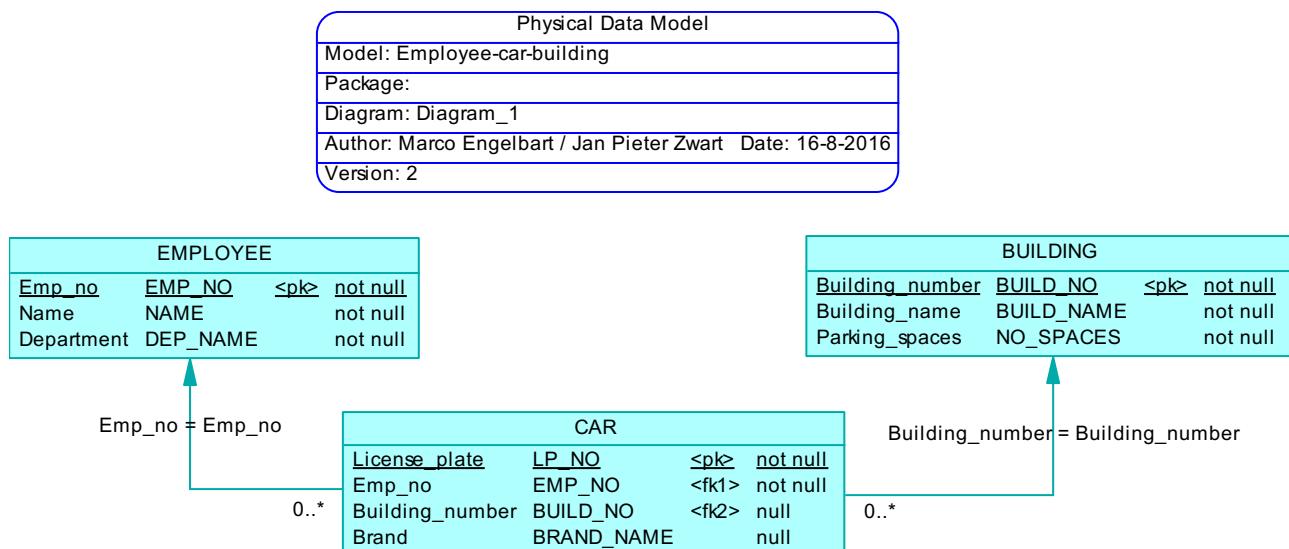 Physical Data Model
Model: Employee-car-building
Package:
Diagram: Diagram_1
Author: Marco Engelbart / Jan Pieter Zwart Date: 16-8-2016
Version: 2
EMPLOYEE
Emp_no EMP_NO <pk> not null
Name NAME not null
Department DEP_NAME not null
BUILDING
Building_number BUILD_NO <pk> not null
Building_name BUILD_NAME not null
Parking_spaces NO_SPACES not null
Emp_no = Emp_no
Building_number = Building_number
CAR
License_plate LP_NO <pk> not null
Emp_no EMP_NO <fk1> not null
Building_number BUILD_NO <fk2> null
Brand BRAND_NAME null
0..*
0..*